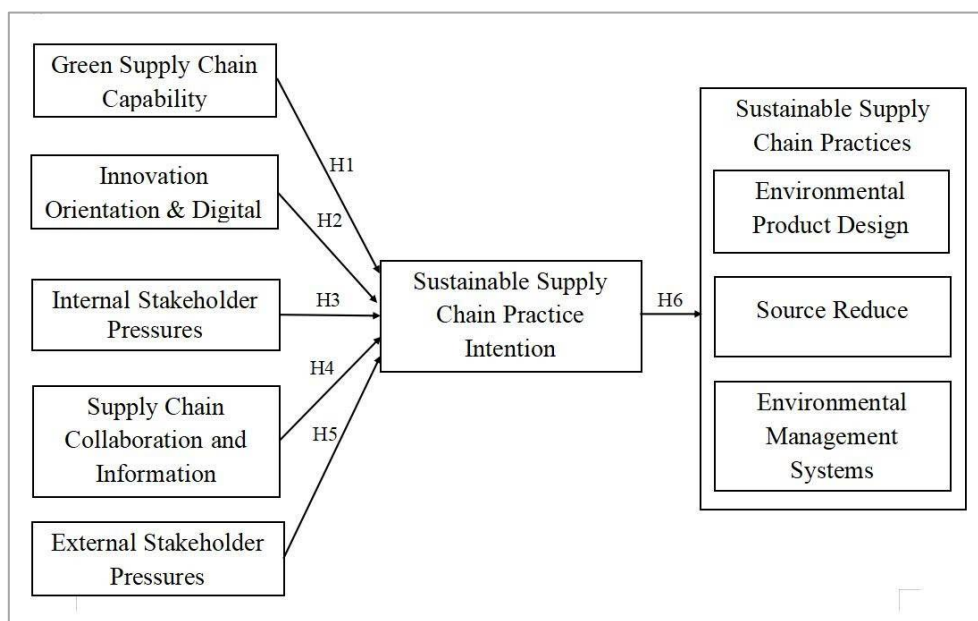 Green Supply Chain
Capability
H1
Innovation
Orientation & Digital
H2
Internal Stakeholder
Pressures
H3
Supply Chain
Collaboration and
Information
H4
External Stakeholder
Pressures
H5
Sustainable Supply
Chain Practice
Intention
H6
Sustainable Supply
Chain Practices
Environmental
Product Design
Source Reduce
Environmental
Management
Systems